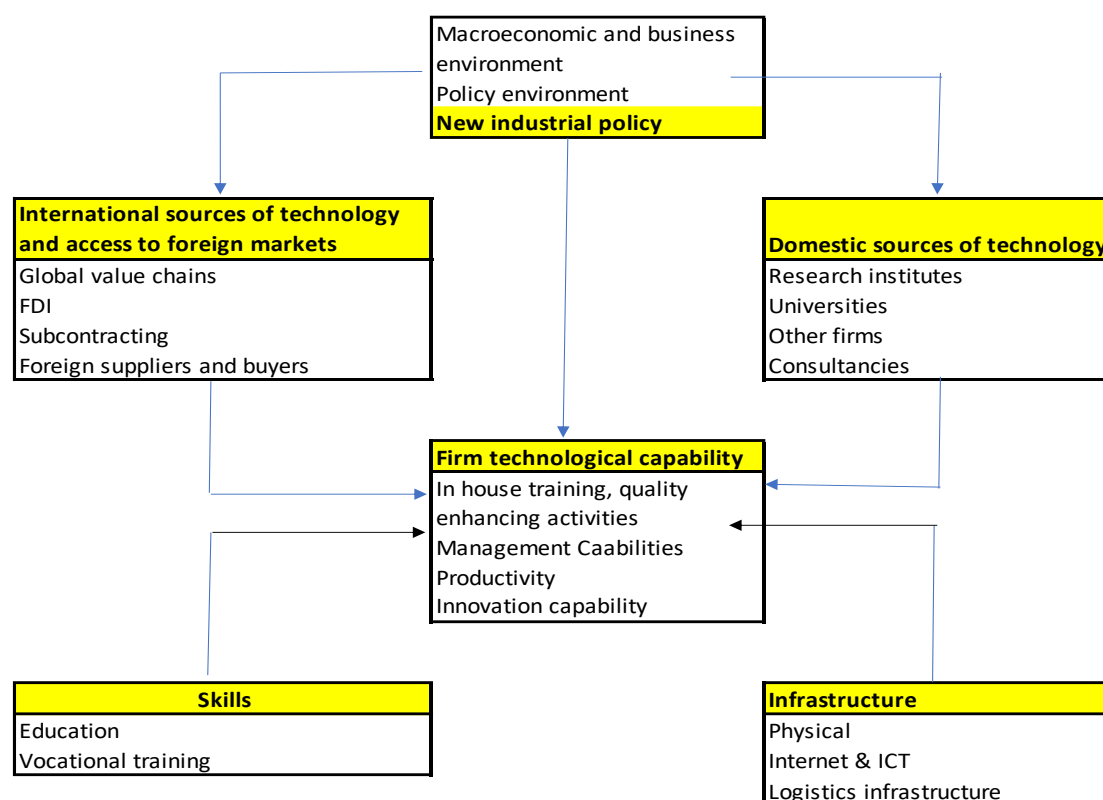 Macroeconomic and business
environment
Policy environment
New industrial policy
International sources of technology
and access to foreign markets
Global value chains
FDI
Subcontracting
Foreign suppliers and buyers
Domestic sources of technology
Research institutes
Universities
Other firms
Consultancies
Firm technological capability
In house training, quality
enhancing activities
Management Caabilities
Productivity
Innovation capability
Skills
Education
Vocational training
Infrastructure
Physical
Internet & ICT
Logistics infrastructure